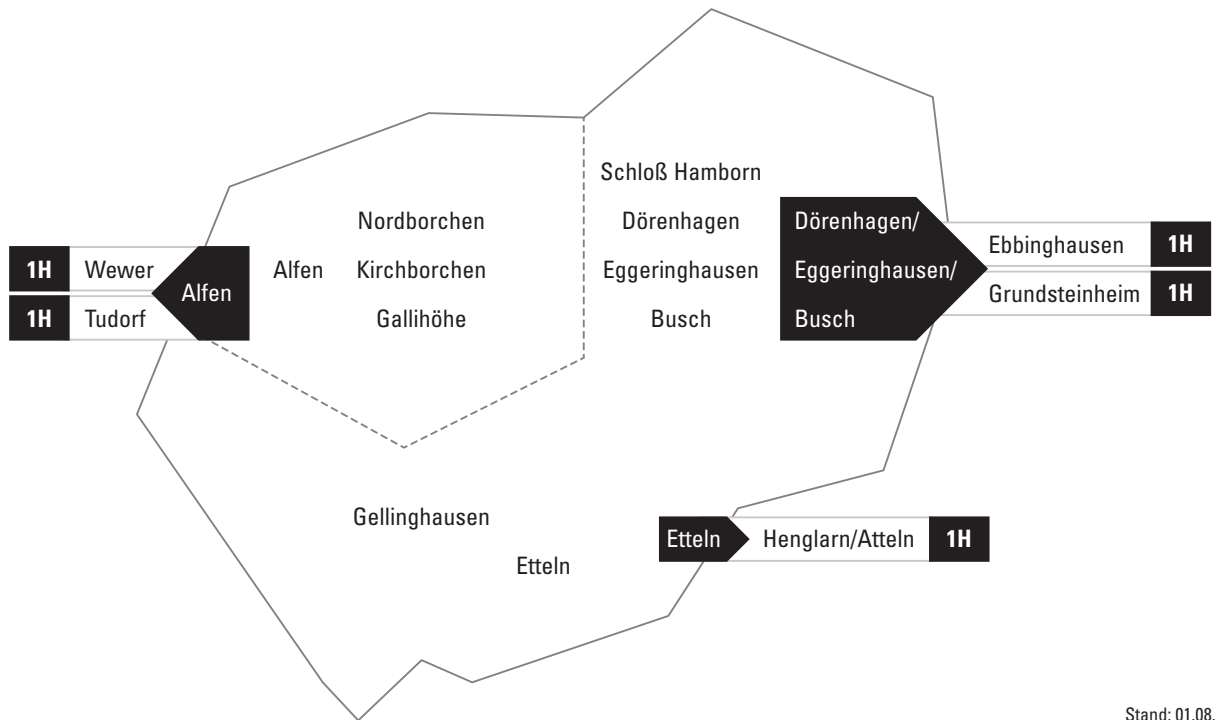 Schloß Hamborn
Nordborchen
Dörenhagen
Dörenhagen/
Ebbinghausen 1H
1H Wewer
Alfen
Alfen
Kirchborchen
Eggeringhausen
Eggeringhausen/
Grundsteinheim 1H
1H Tudorf
Gallihöhe
Busch
Busch
Gellinghausen
Etteln
Henglarn/Atteln 1H
Etteln
Stand: 01.08.